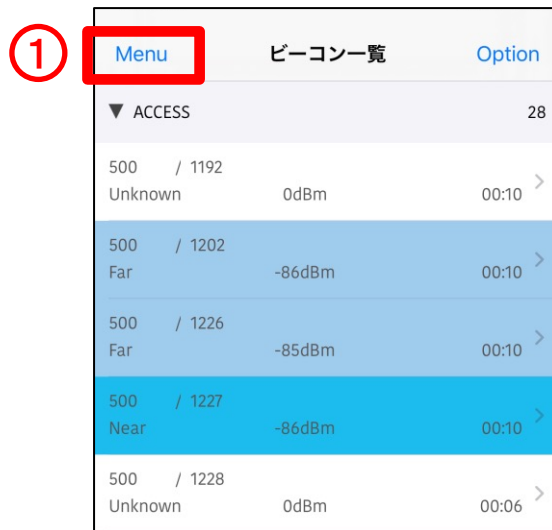 ①
Menu ビーコン一覧 Option
▼ ACCESS 28
500 / 1192
Unknown 0dBm 00:10 >
500 / 1202
Far -86dBm 00:10 >
500 / 1226
Far -85dBm 00:10 >
500 / 1227
Near -86dBm 00:10 >
500 / 1228
Unknown 0dBm 00:06 >